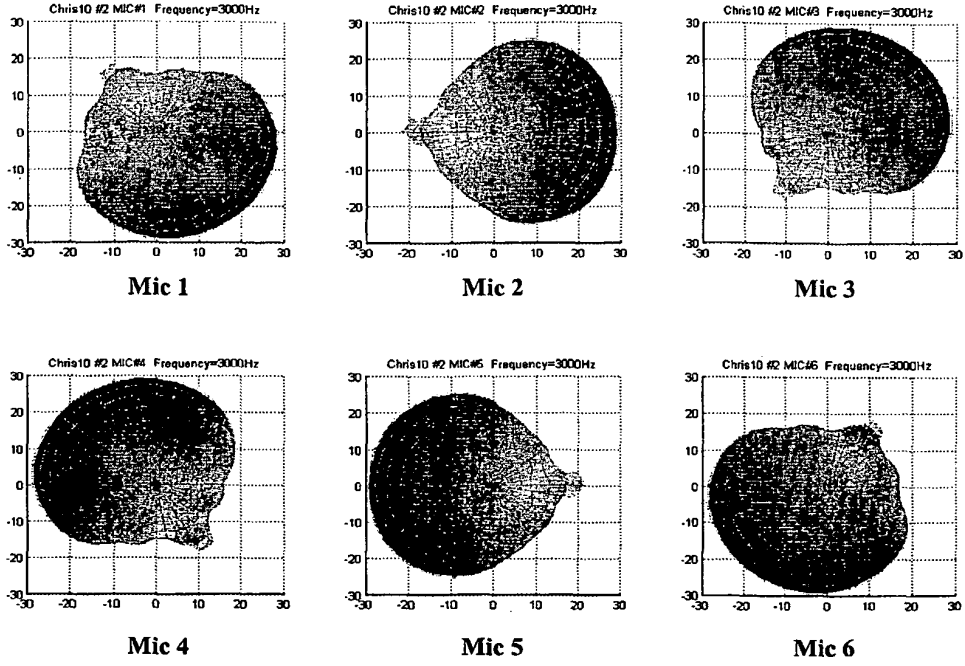 Chris10 #2 MIC#1 Frequency=3000Hz
Chris10 #2 MIC#2 Frequency=3000Hz
Chris10 #2 MIC#3 Frequency=3000Hz
30
20
10
0
-10
-20
-30
-30 -20 -10 0 10 20 30
30
20
10
0
-10
-20
-30
-30 -20 -10 0 10 20 30
30
20
10
0
-10
-20
-30
-30 -20 -10 0 10 20 30
Mic 1
Mic 2
Mic 3
Chris10 #2 MIC#4 Frequency=3000Hz
Chris10 #2 MIC#5 Frequency=3000Hz
Chris10 #2 MIC#6 Frequency=3000Hz
30
20
10
0
-10
-20
-30
-30 -20 -10 0 10 20 30
30
20
10
0
-10
-20
-30
-30 -20 -10 0 10 20 30
30
20
10
0
-10
-20
-30
-30 -20 -10 0 10 20 30
Mic 4
Mic 5
Mic 6